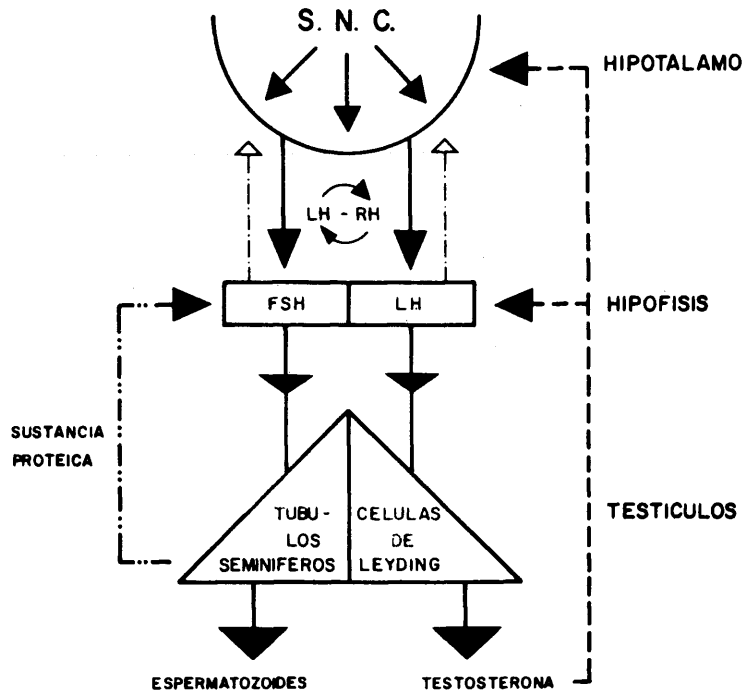 S. N. C.
HIPOTALAMO
LH - RH
FSH
LH
HIPOFISIS
SUSTANCIA
PROTEICA
TUBU-
LOS
SEMINIFEROS
CELULAS
DE
LEYDING
TESTICULOS
ESPERMATOZOIDES
TESTOSTERONA